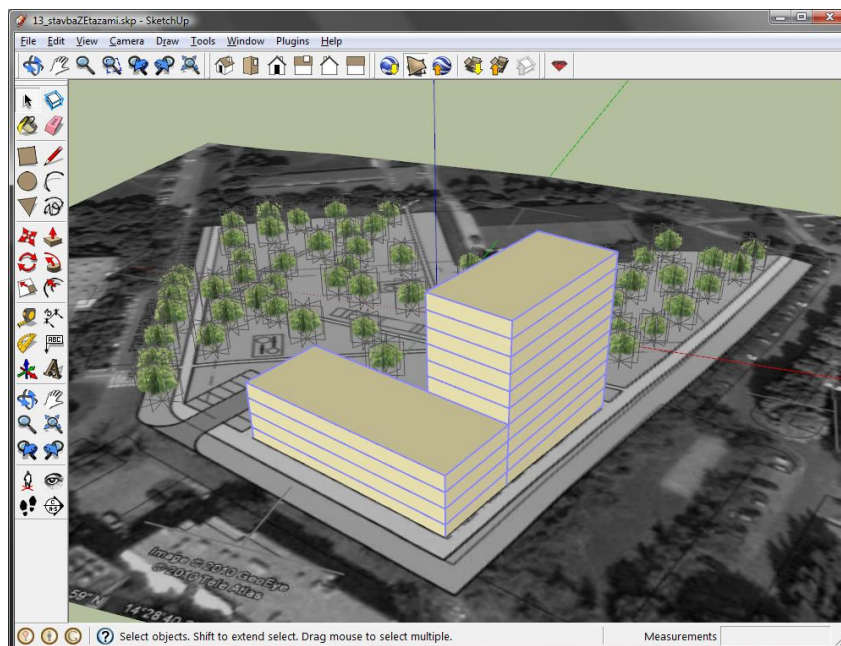 13_stavbaZEtazami.skp - SketchUp
File Edit View Camera Draw Tools Window Plugins Help
ABC
Image © 2010 GeoEye
© 2010 Tele Atlas
59" N 14°28'40
Select objects. Shift to extend select. Drag mouse to select multiple.
Measurements